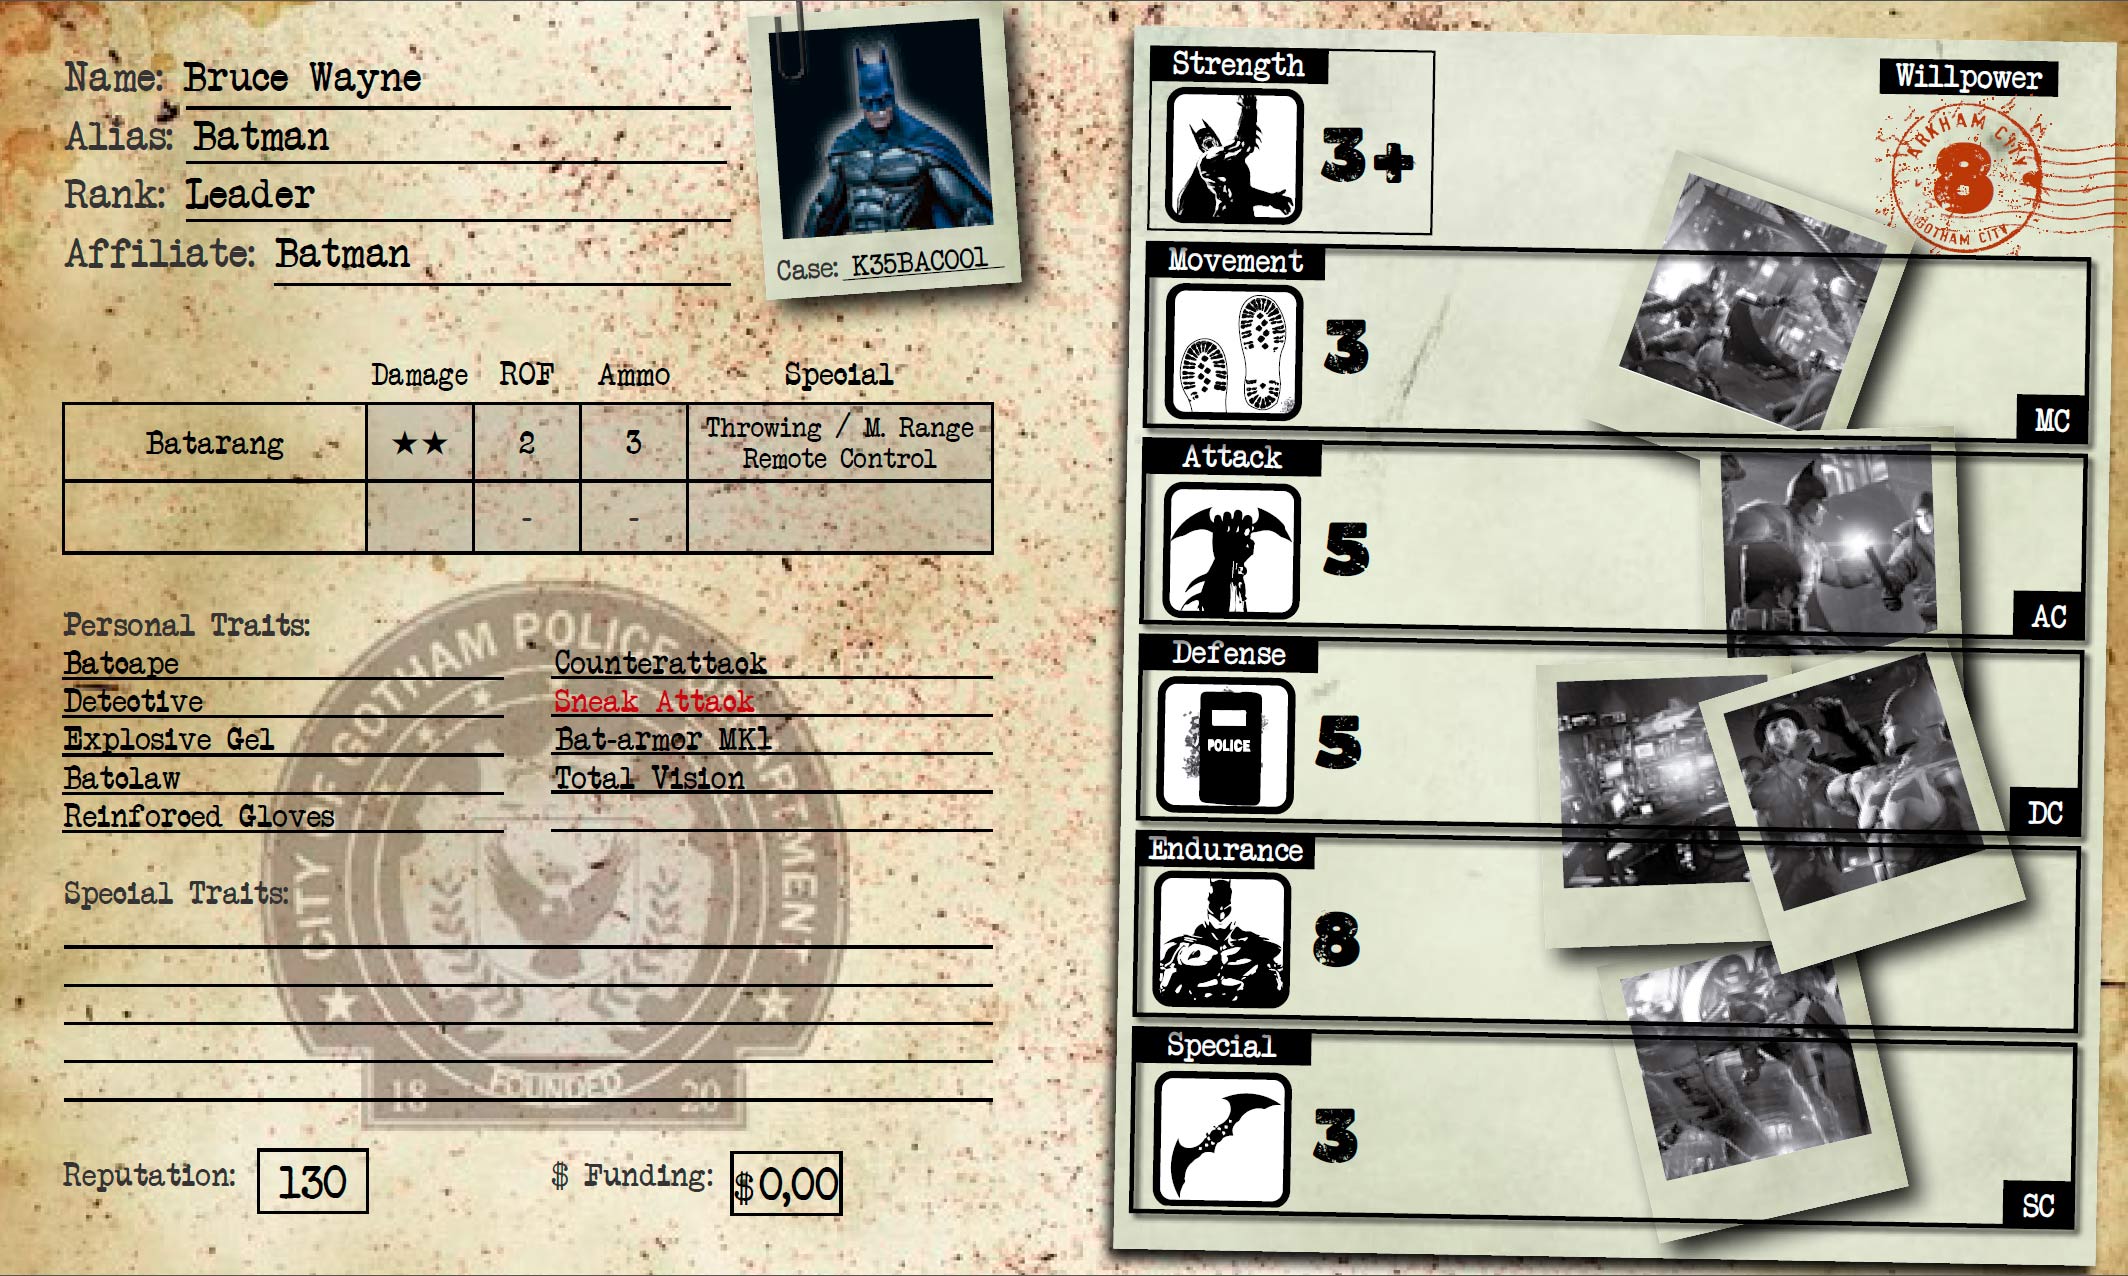 Name: Bruce Wayne
Alias: Batman
Rank: Leader
Affiliate: Batman
Case: K35BAC001
Damage ROF Ammo Special
Batarang ★★ 2 3 Throwing / M. Range
Remote Control
- -
Personal Traits:
Batcape
Detective
Explosive Gel
Batclaw
Reinforced Gloves
Counterattack
Sneak Attack
Bat-armor MK1
Total Vision
Special Traits:
CITY OF GOTHAM POLICE DEPARTMENT
18 FOUNDED 20
Reputation: 130
$ Funding: $0,00
Strength
3+
Willpower
ARKHAM CITY
8
GOTHAM CITY
Movement
3
MC
Attack
5
AC
Defense
POLICE
5
DC
Endurance
8
Special
3
SC